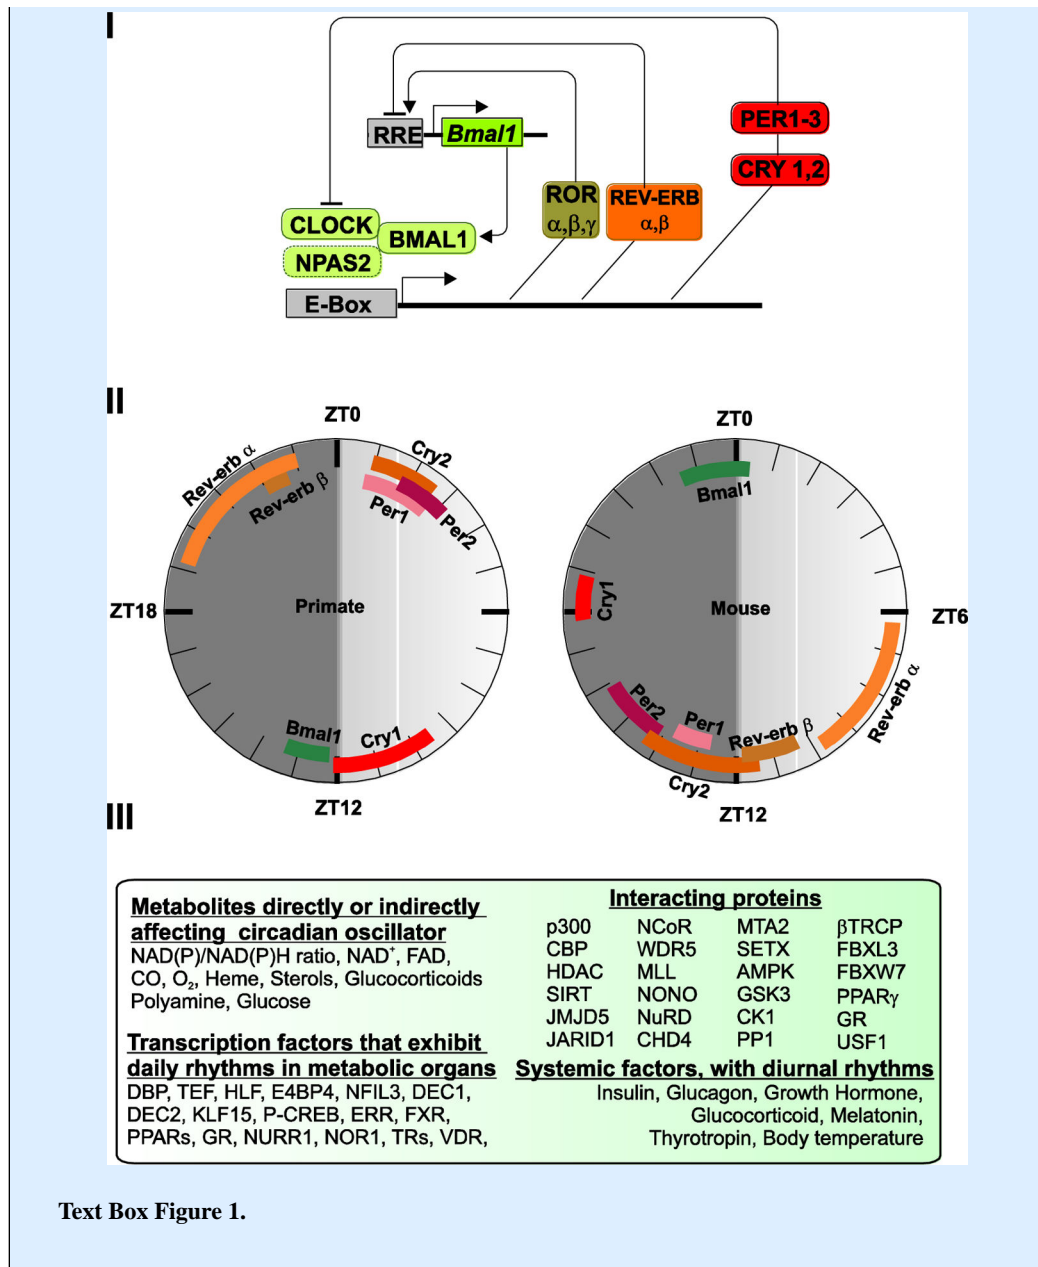 I
PER1-3
RRE
Bmal1
CRY 1,2
ROR
α,β,γ
REV-ERB
α,β
CLOCK
BMAL1
NPAS2
E-Box
II
ZT0
Rev-erb α
Rev-erb β
Cry2
Per1
Per2
ZT18
Primate
Bmal1
Cry1
ZT12
ZT0
Bmal1
Cry1
Mouse
ZT6
Per2
Per1
Rev-erb β
Rev-erb α
Cry2
ZT12
III
Metabolites directly or indirectly
affecting circadian oscillator
NAD(P)/NAD(P)H ratio, NAD⁺, FAD,
CO, O₂, Heme, Sterols, Glucocorticoids
Polyamine, Glucose
Transcription factors that exhibit
daily rhythms in metabolic organs
DBP, TEF, HLF, E4BP4, NFIL3, DEC1,
DEC2, KLF15, P-CREB, ERR, FXR,
PPARs, GR, NURR1, NOR1, TRs, VDR,
Interacting proteins
p300 NCoR MTA2 βTRCP
CBP WDR5 SETX FBXL3
HDAC MLL AMPK FBXW7
SIRT NONO GSK3 PPARγ
JMJD5 NuRD CK1 GR
JARID1 CHD4 PP1 USF1
Systemic factors, with diurnal rhythms
Insulin, Glucagon, Growth Hormone,
Glucocorticoid, Melatonin,
Thyrotropin, Body temperature
Text Box Figure 1.